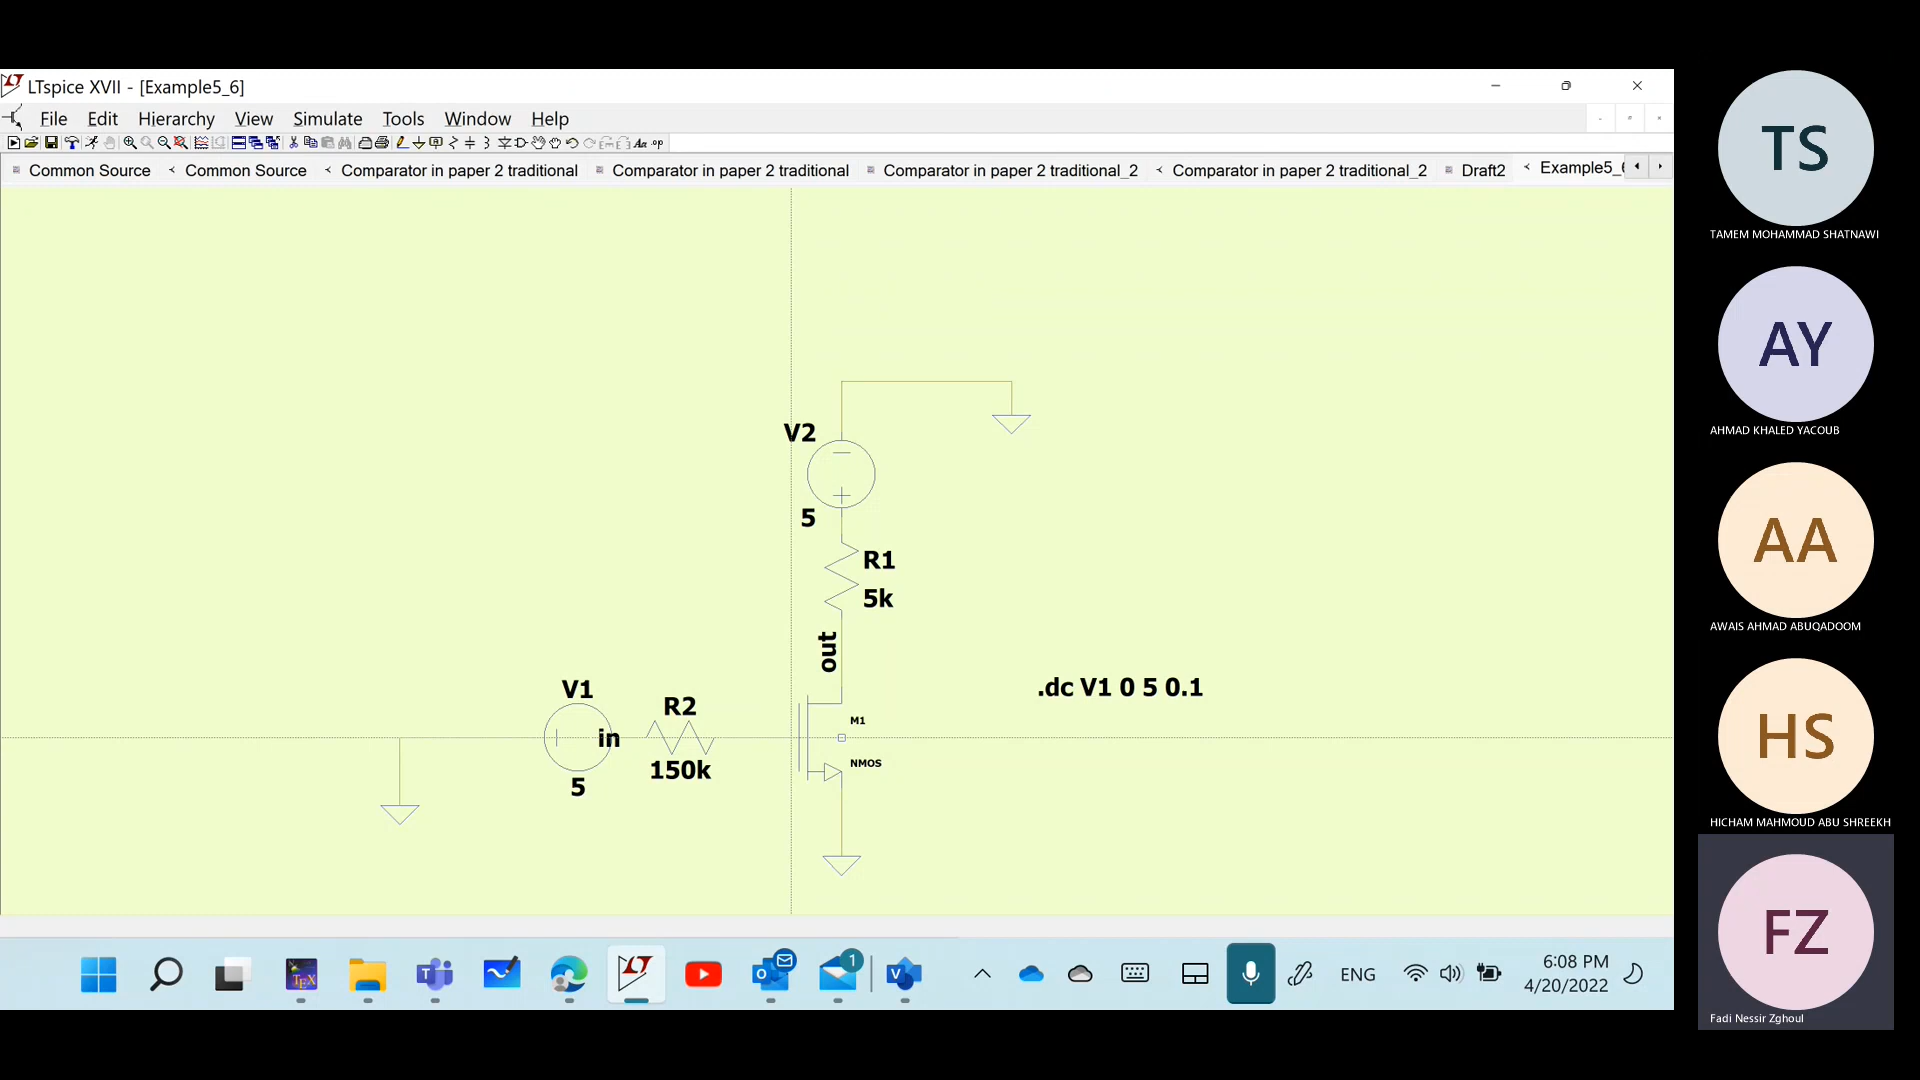 LTspice XVII - [Example5_6]
File Edit Hierarchy View Simulate Tools Window Help
Common Source Common Source Comparator in paper 2 traditional Comparator in paper 2 traditional Comparator in paper 2 traditional_2 Comparator in paper 2 traditional_2 Draft2 Example5_6
V2
5
R1
5k
out
V1
in
5
R2
150k
M1
NMOS
.dc V1 0 5 0.1
TS
TAMEM MOHAMMAD SHATNAWI
AY
AHMAD KHALED YACOUB
AA
AWAIS AHMAD ABUQADOOM
HS
HICHAM MAHMOUD ABU SHREEKH
FZ
Fadi Nessir Zghoul
1
ENG
6:08 PM
4/20/2022